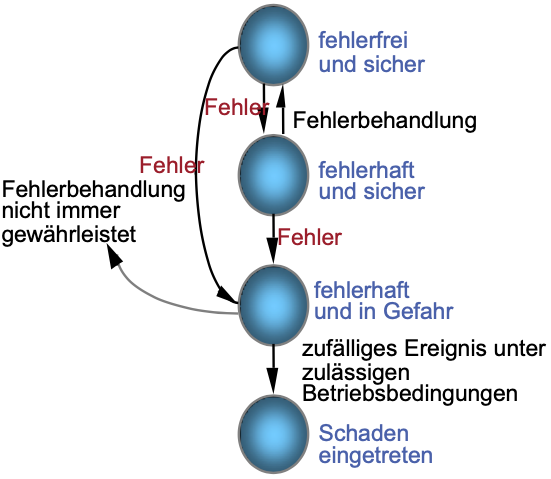 fehlerfrei
und sicher
Fehler
Fehlerbehandlung
Fehler
fehlerhaft
und sicher
Fehlerbehandlung
nicht immer
gewährleistet
Fehler
fehlerhaft
und in Gefahr
zufälliges Ereignis unter
zulässigen
Betriebsbedingungen
Schaden
eingetreten